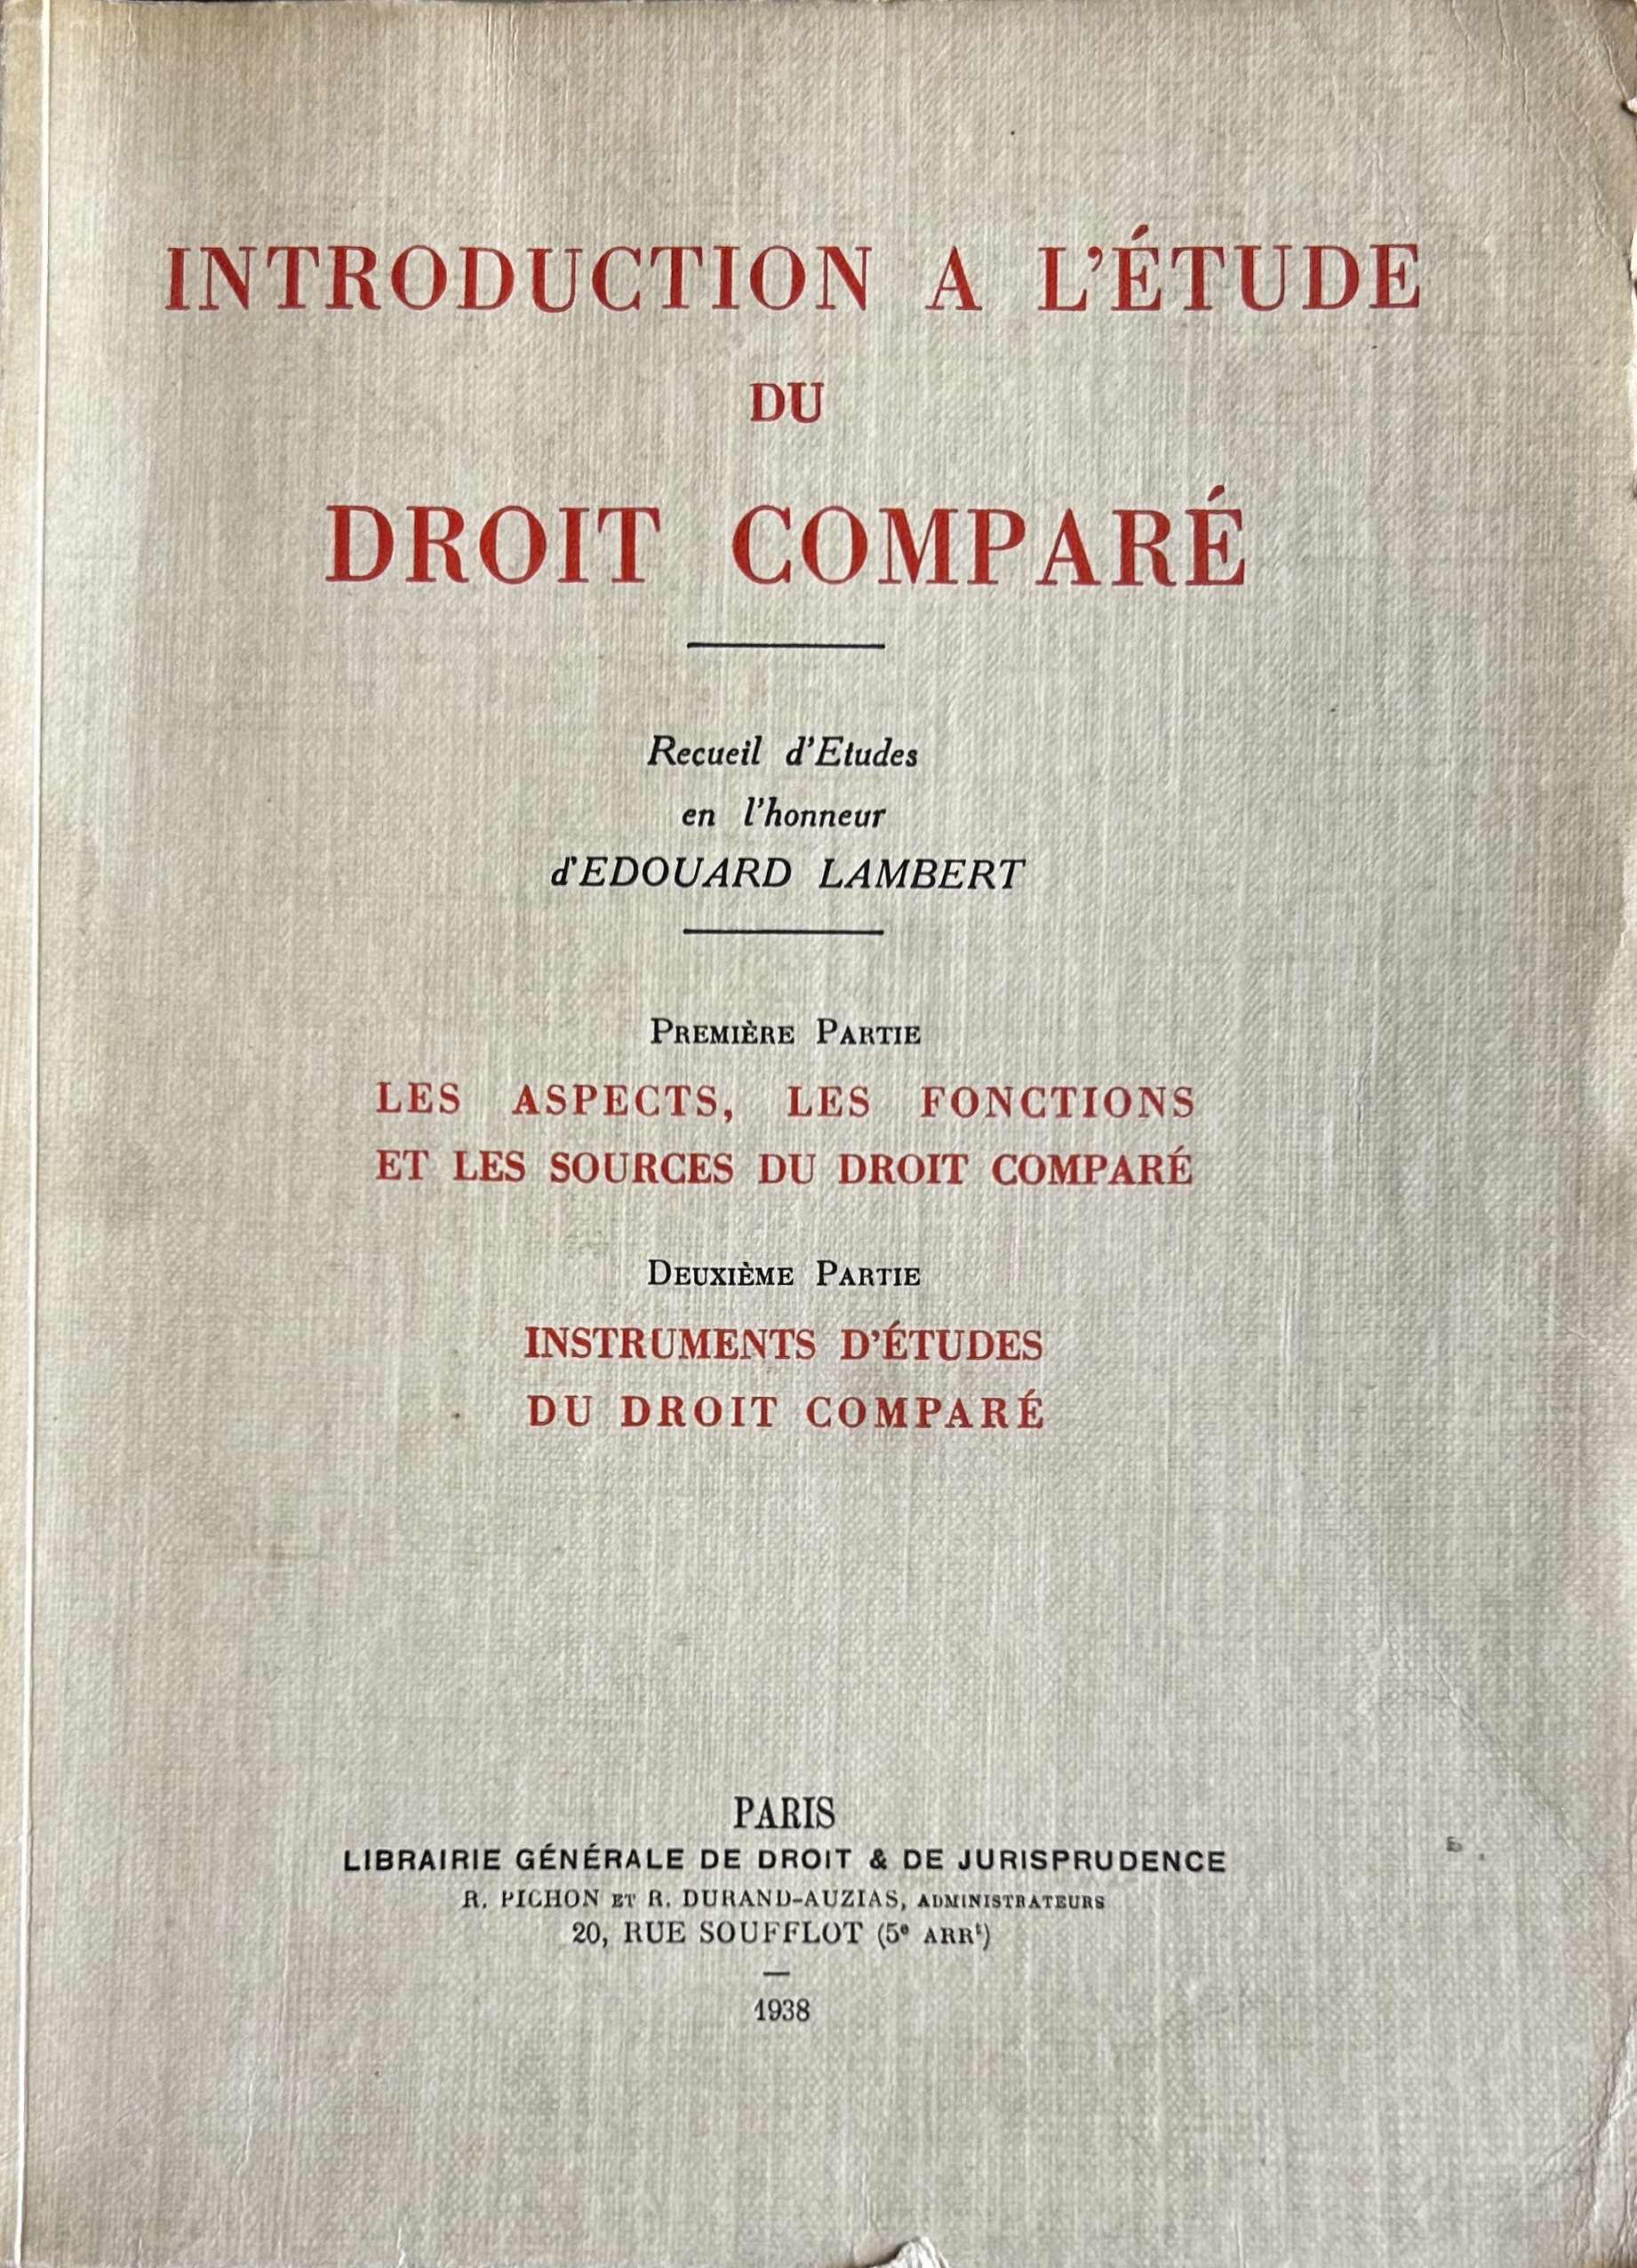 INTRODUCTION A L'ÉTUDE
DU
DROIT COMPARÉ
Recueil d'Etudes
en l'honneur
d'EDOUARD LAMBERT
PREMIÈRE PARTIE
LES ASPECTS, LES FONCTIONS
ET LES SOURCES DU DROIT COMPARÉ
DEUXIÈME PARTIE
INSTRUMENTS D'ÉTUDES
DU DROIT COMPARÉ
PARIS
LIBRAIRIE GÉNÉRALE DE DROIT & DE JURISPRUDENCE
R. PICHON ET R. DURAND-AUZIAS, ADMINISTRATEURS
20, RUE SOUFFLOT (5e ARRt)
1938